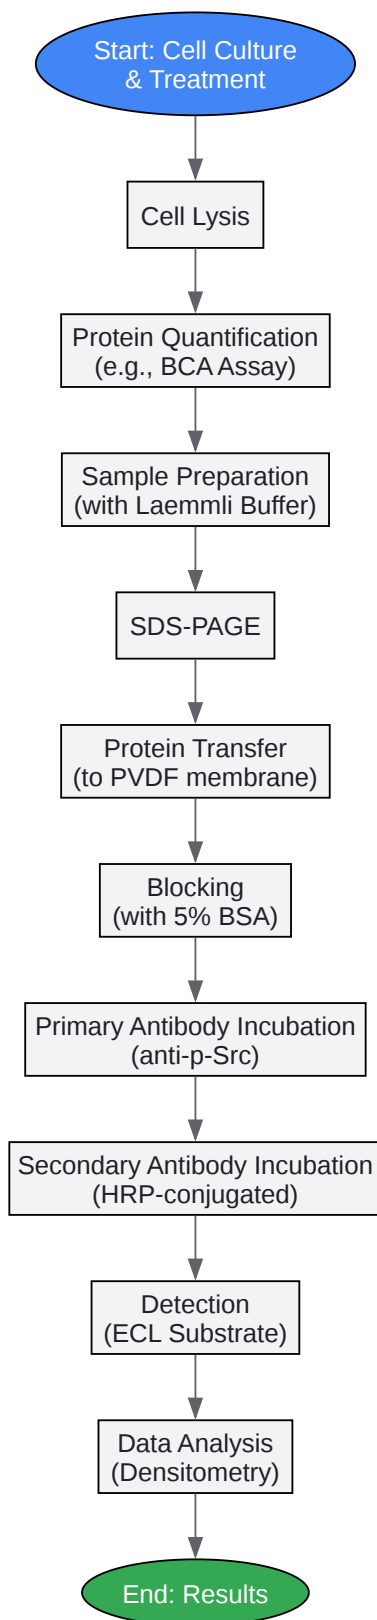 Start: Cell Culture
& Treatment
Cell Lysis
Protein Quantification
(e.g., BCA Assay)
Sample Preparation
(with Laemmli Buffer)
SDS-PAGE
Protein Transfer
(to PVDF membrane)
Blocking
(with 5% BSA)
Primary Antibody Incubation
(anti-p-Src)
Secondary Antibody Incubation
(HRP-conjugated)
Detection
(ECL Substrate)
Data Analysis
(Densitometry)
End: Results